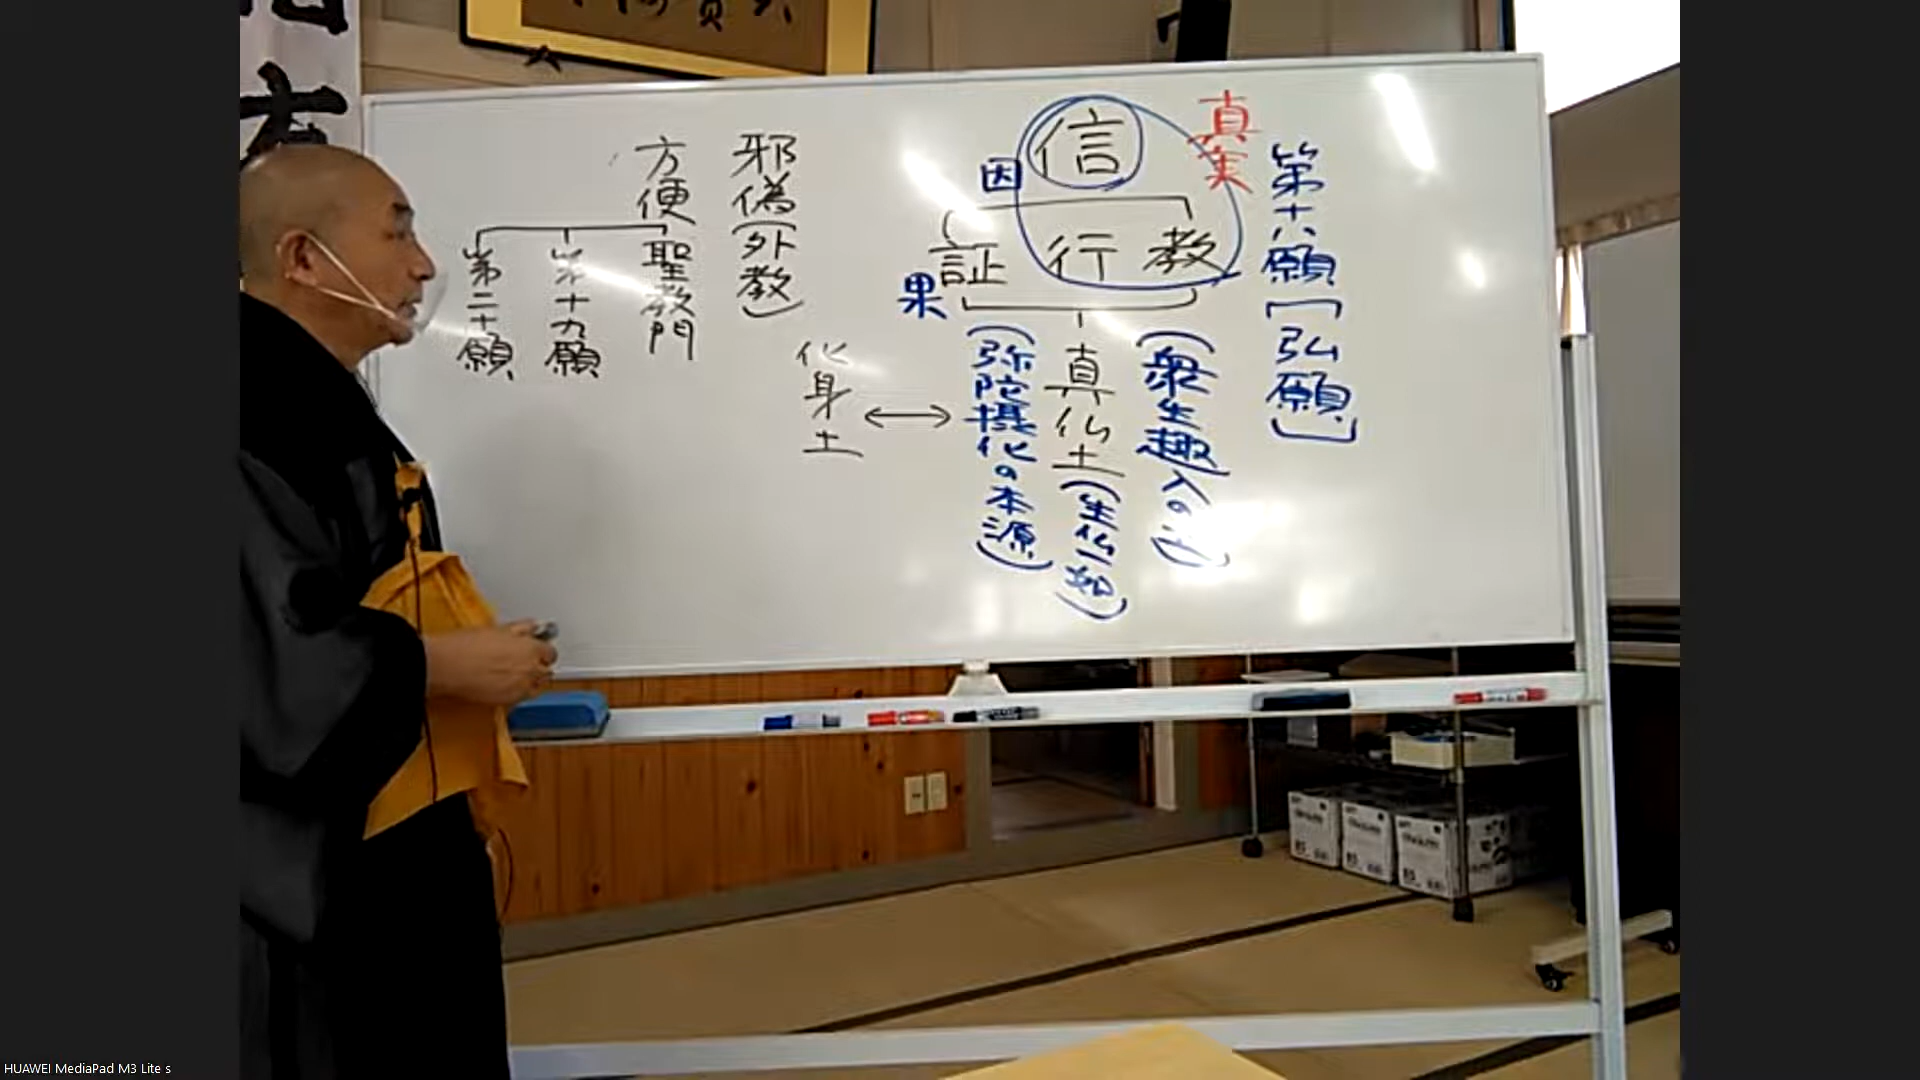 第十八願[弘願]
真実
信
因
教
行
証
果
(衆生趣入の
真仏土(生仏一如)
(弥陀摂化の本源)
化身土
邪偽(外教)
方便
聖教門
第十九願
第二十願
HUAWEI MediaPad M3 Lite s